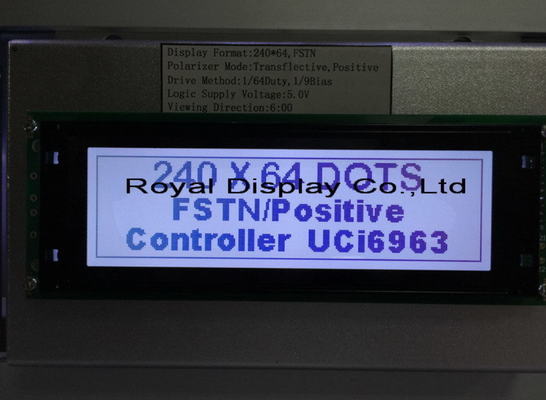 Display Format:240*64,FSTN
Polarizer Mode:Transflective,Positive
Drive Method:1/64Duty,1/9Bias
Logic Supply Voltage:5.0V
Viewing Direction:6:00
240 X 64 DOTS
Royal Display Co.,Ltd
FSTN/Positive
Controller UCi6963